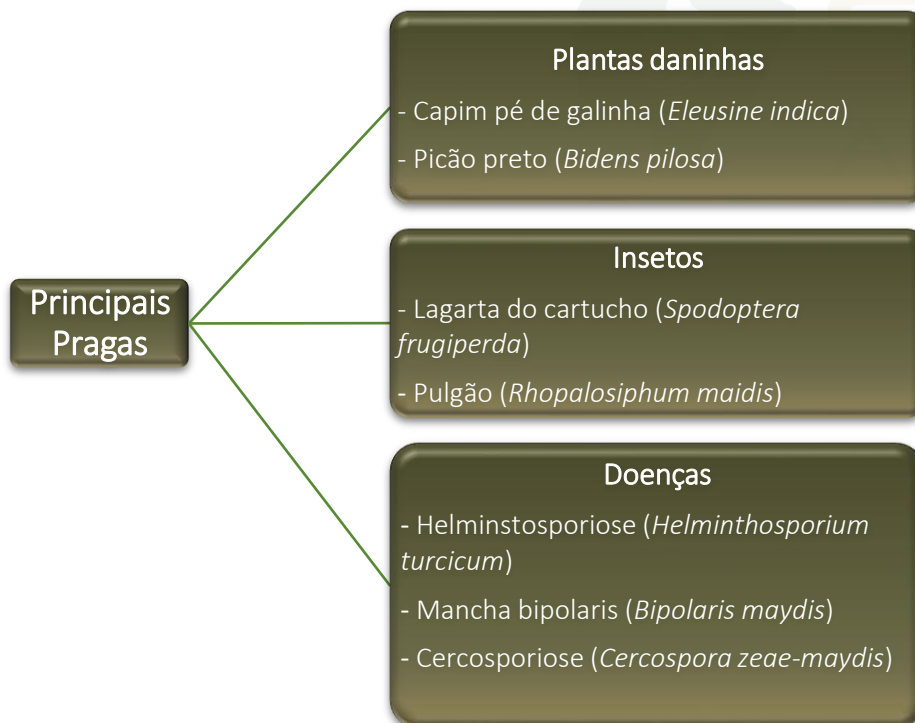 Principais
Pragas
Plantas daninhas
- Capim pé de galinha (Eleusine indica)
- Picão preto (Bidens pilosa)
Insetos
- Lagarta do cartucho (Spodoptera
frugiperda)
- Pulgão (Rhopalosiphum maidis)
Doenças
- Helminstosporiose (Helminthosporium
turcicum)
- Mancha bipolaris (Bipolaris maydis)
- Cercosporiose (Cercospora zeae-maydis)